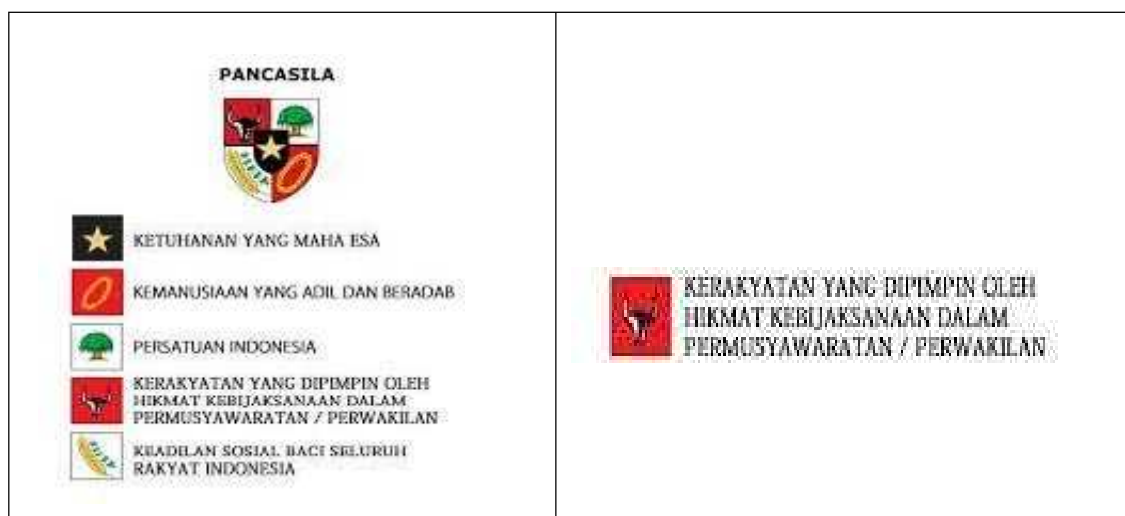 PANCASILA
KETUHANAN YANG MAHA ESA
KEMANUSIAAN YANG ADIL DAN BERADAB
PERSATUAN INDONESIA
KERAKYATAN YANG DIPIMPIN OLEH
HIKMAT KEBIJAKSANAAN DALAM
PERMUSYAWARATAN / PERWAKILAN
KEADILAN SOSIAL BAGI SELURUH
RAKYAT INDONESIA
KERAKYATAN YANG DIPIMPIN OLEH
HIKMAT KEBIJAKSANAAN DALAM
PERMUSYAWARATAN / PERWAKILAN